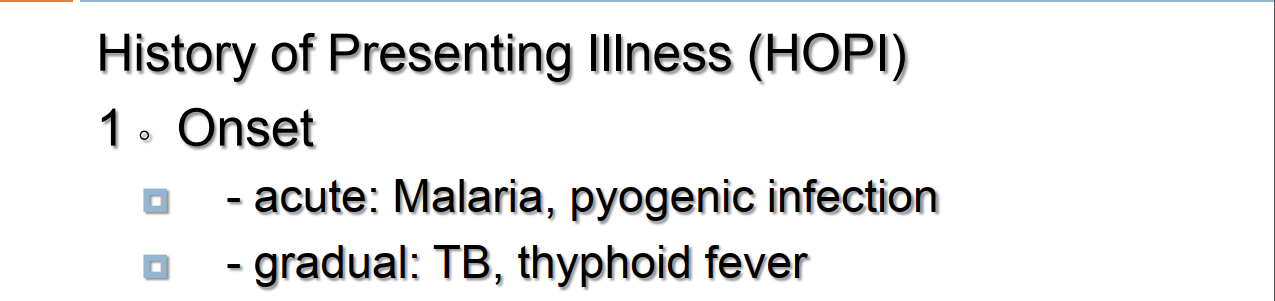 History of Presenting Illness (HOPI)
1。Onset
- acute: Malaria, pyogenic infection
- gradual: TB, thyphoid fever